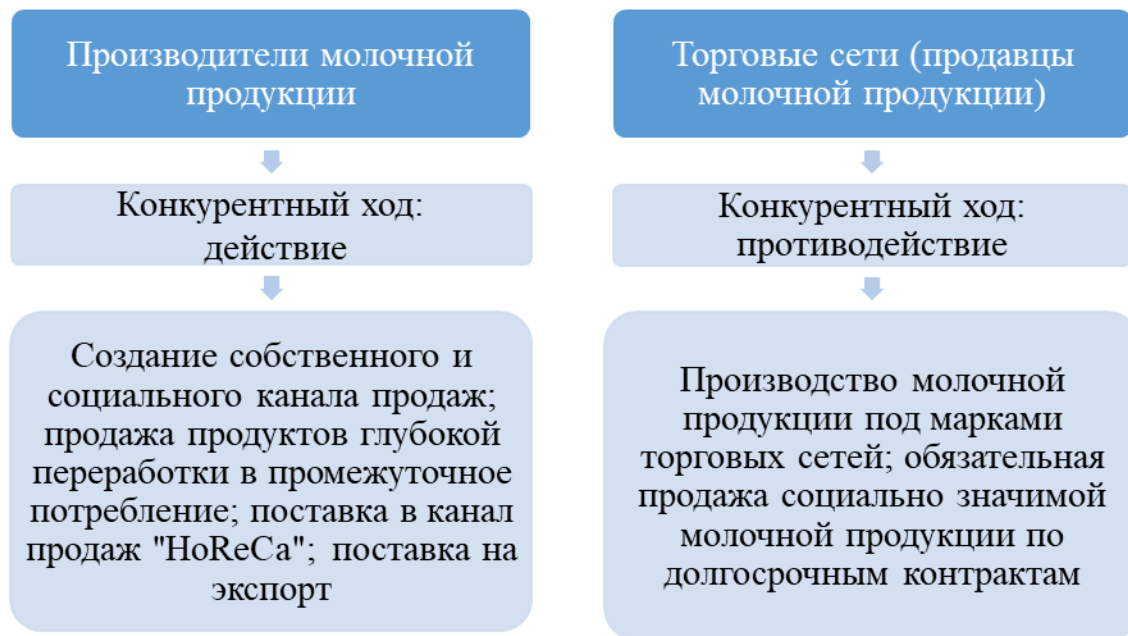 Производители молочной
продукции
Конкурентный ход:
действие
Создание собственного и
социального канала продаж;
продажа продуктов глубокой
переработки в промежуточное
потребление; поставка в канал
продаж "HoReCa"; поставка на
экспорт
Торговые сети (продавцы
молочной продукции)
Конкурентный ход:
противодействие
Производство молочной
продукции под марками
торговых сетей; обязательная
продажа социально значимой
молочной продукции по
долгосрочным контрактам